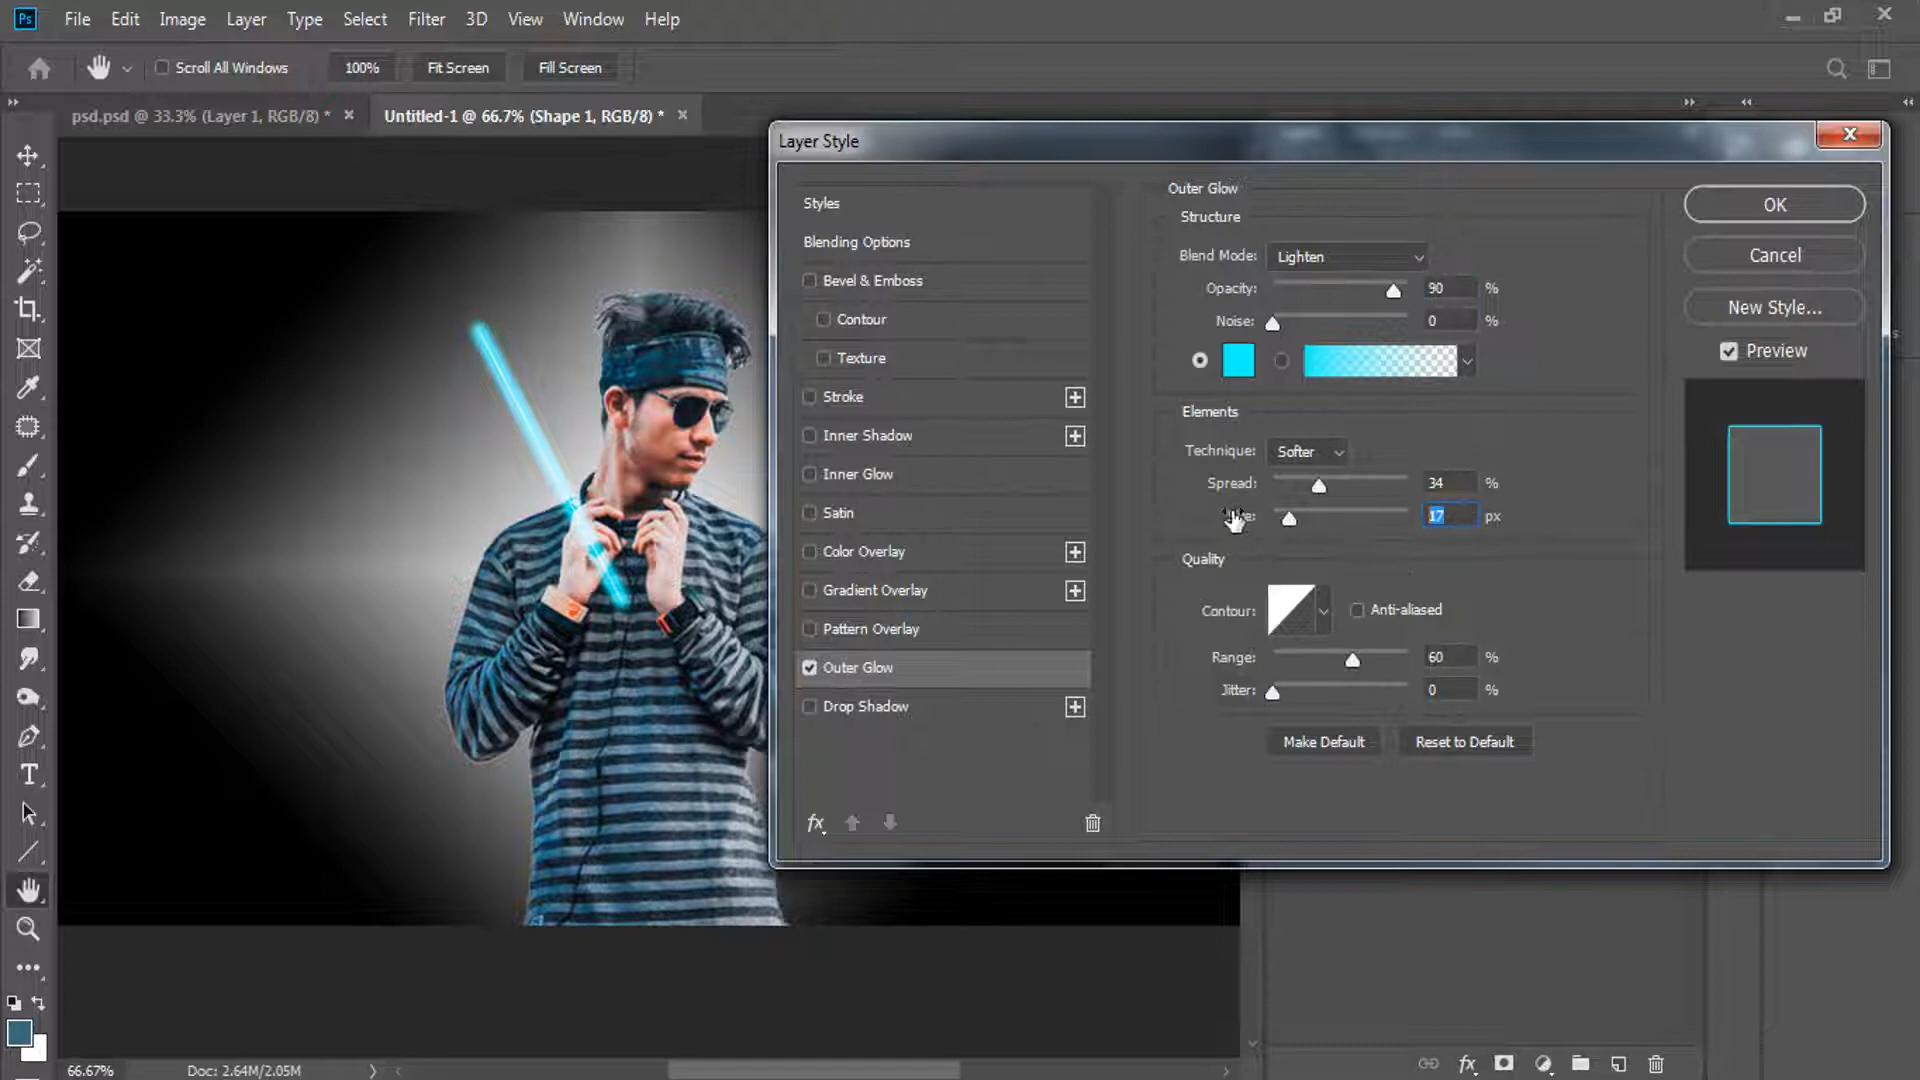 Ps File Edit Image Layer Type Select Filter 3D View Window Help
Scroll All Windows 100% Fit Screen Fill Screen
psd.psd @ 33.3% (Layer 1, RGB/8) * Untitled-1 @ 66.7% (Shape 1, RGB/8) *
Layer Style
Styles
Blending Options
Bevel & Emboss
Contour
Texture
Stroke
Inner Shadow
Inner Glow
Satin
Color Overlay
Gradient Overlay
Pattern Overlay
Outer Glow
Drop Shadow
fx
Outer Glow
Structure
Blend Mode: Lighten
Opacity: 90 %
Noise: 0 %
Elements
Technique: Softer
Spread: 34 %
17 px
Quality
Contour: Anti-aliased
Range: 60 %
Jitter: 0 %
Make Default Reset to Default
OK
Cancel
New Style...
Preview
T
66.67% Doc: 2.64M/2.05M
fx